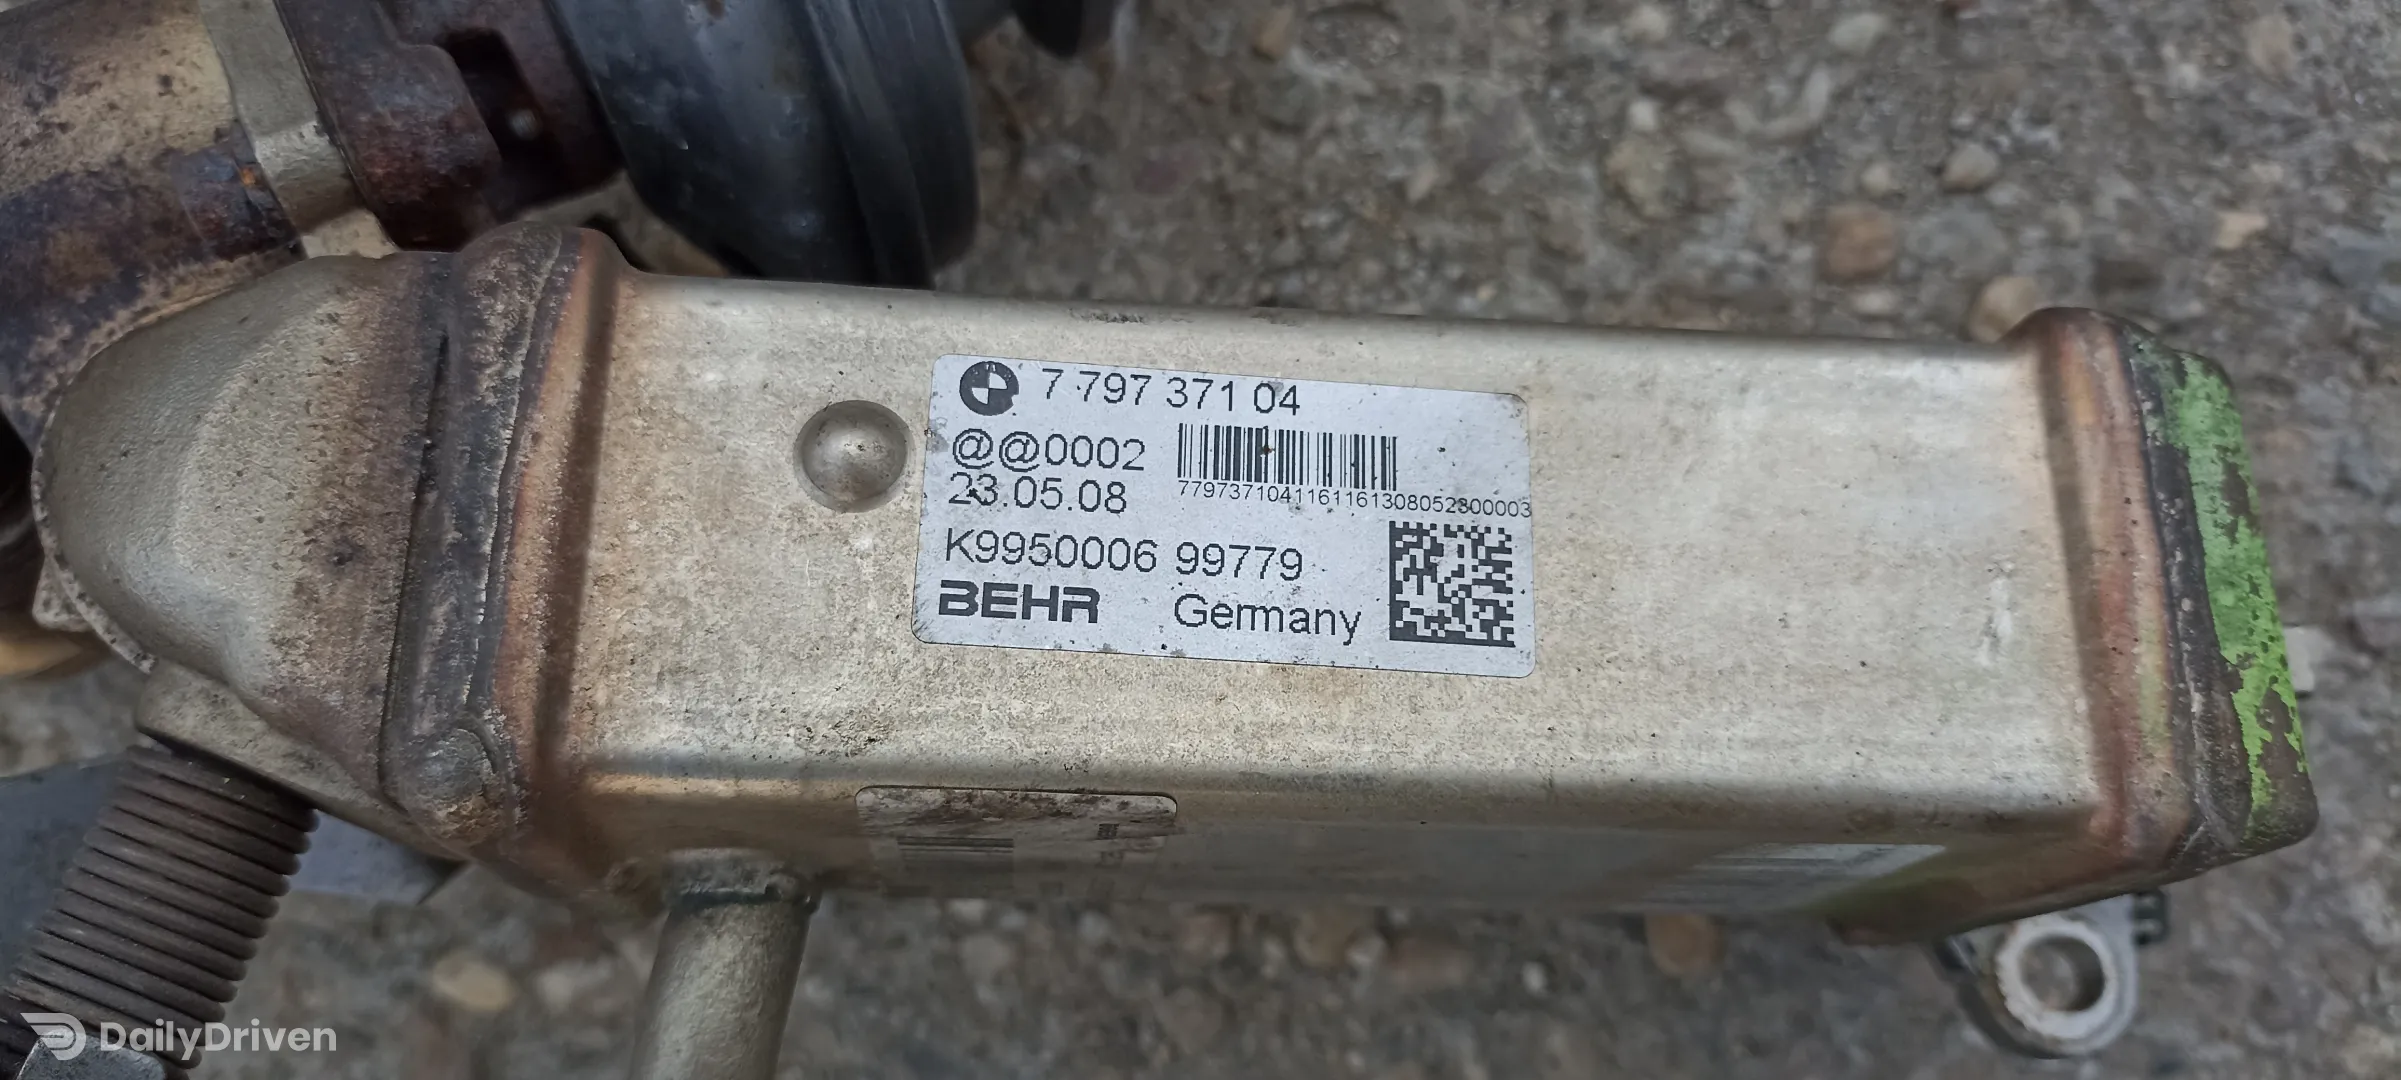 7 797 371 04
@@0002
23.05.08
7797371041161161308052300003
K9950006 99779
BEHR Germany
DailyDriven